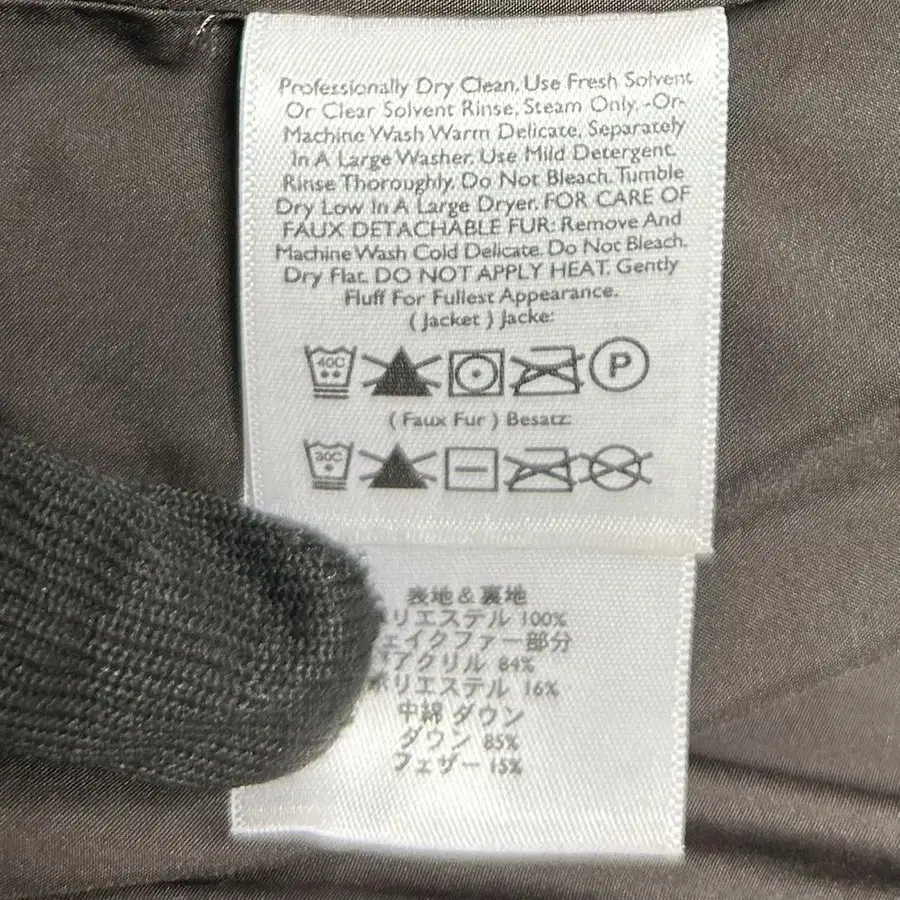 Professionally Dry Clean. Use Fresh Solvent
Or Clear Solvent Rinse, Steam Only. -Or-
Machine Wash Warm Delicate, Separately
In A Large Washer. Use Mild Detergent.
Rinse Thoroughly. Do Not Bleach. Tumble
Dry Low In A Large Dryer. FOR CARE OF
FAUX DETACHABLE FUR: Remove And
Machine Wash Cold Delicate. Do Not Bleach.
Dry Flat. DO NOT APPLY HEAT. Gently
Fluff For Fullest Appearance.
( Jacket ) Jacke:
40C P
( Faux Fur ) Besatz:
30C
表地&裏地
リエステル 100%
ェイクファー部分
アクリル 84%
ポリエステル 16%
中綿 ダウン
ダウン 85%
フェザー 15%